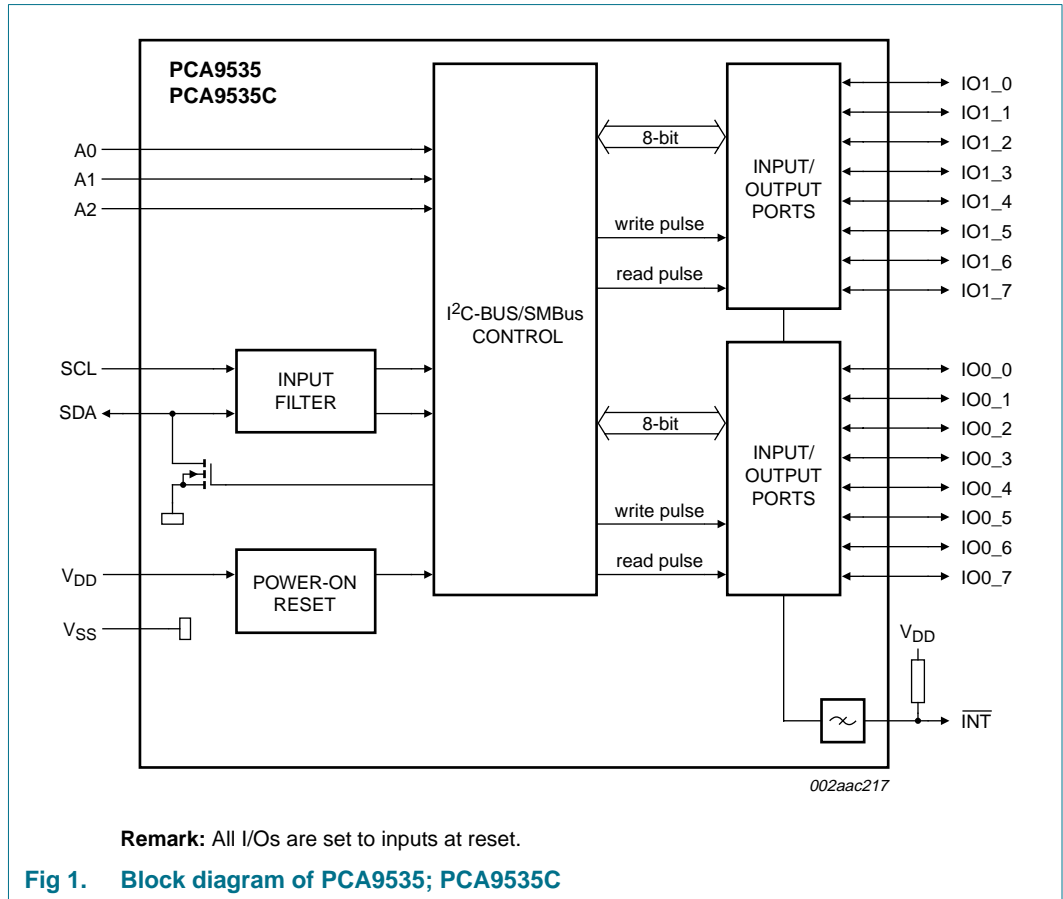 PCA9535
PCA9535C
A0
A1
A2
SCL
SDA
VDD
VSS
INPUT
FILTER
POWER-ON
RESET
I2C-BUS/SMBus
CONTROL
8-bit
write pulse
read pulse
8-bit
write pulse
read pulse
INPUT/
OUTPUT
PORTS
INPUT/
OUTPUT
PORTS
IO1_0
IO1_1
IO1_2
IO1_3
IO1_4
IO1_5
IO1_6
IO1_7
IO0_0
IO0_1
IO0_2
IO0_3
IO0_4
IO0_5
IO0_6
IO0_7
VDD
INT
002aac217
Remark: All I/Os are set to inputs at reset.
Fig 1. Block diagram of PCA9535; PCA9535C